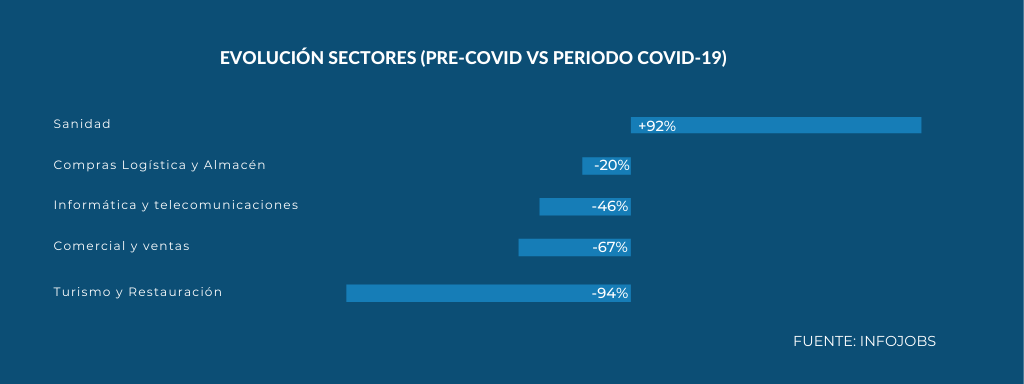 EVOLUCIÓN SECTORES (PRE-COVID VS PERIODO COVID-19)
Sanidad +92%
Compras Logística y Almacén -20%
Informática y telecomunicaciones -46%
Comercial y ventas -67%
Turismo y Restauración -94%
FUENTE: INFOJOBS